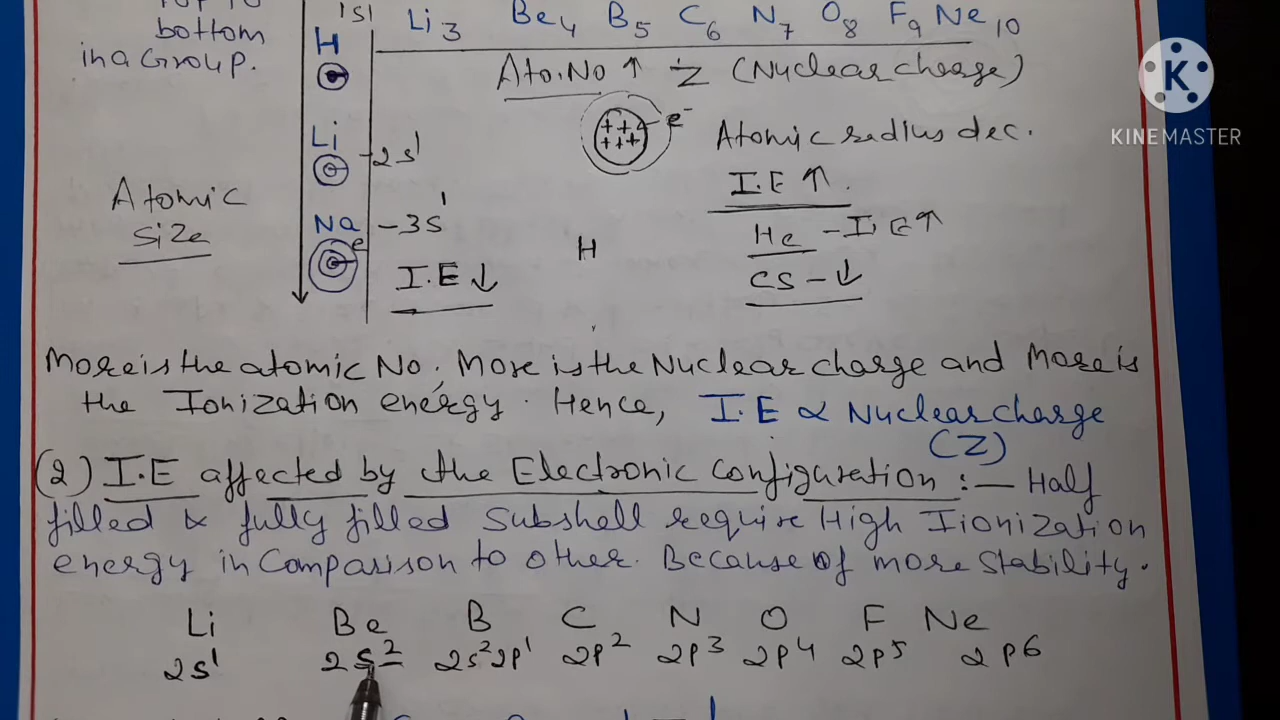 bottom
in a Group.
Atomic
size
1s1
H
Li
-2s1
Na -3s1
e
I.E↓
Li3 Be4 B5 C6 N7 O8 F9 Ne10
Ato.No ↑ Z (Nuclear charge)
++++
++++
e-
Atomic radius dec.
I.E ↑.
He - I.E↑
Cs - ↓
H
K
KINEMASTER
More is the atomic No. More is the Nuclear charge and More is
the Ionization energy. Hence, I.E ∝ Nuclear charge
(Z)
(2) I.E affected by the Electronic configuration :— Half
filled & fully filled Subshell require High Iionization
energy in Comparison to other. Because of more stability.
Li Be B C N O F Ne
2s1 2s2 2s2 2p1 2p2 2p3 2p4 2p5 2p6